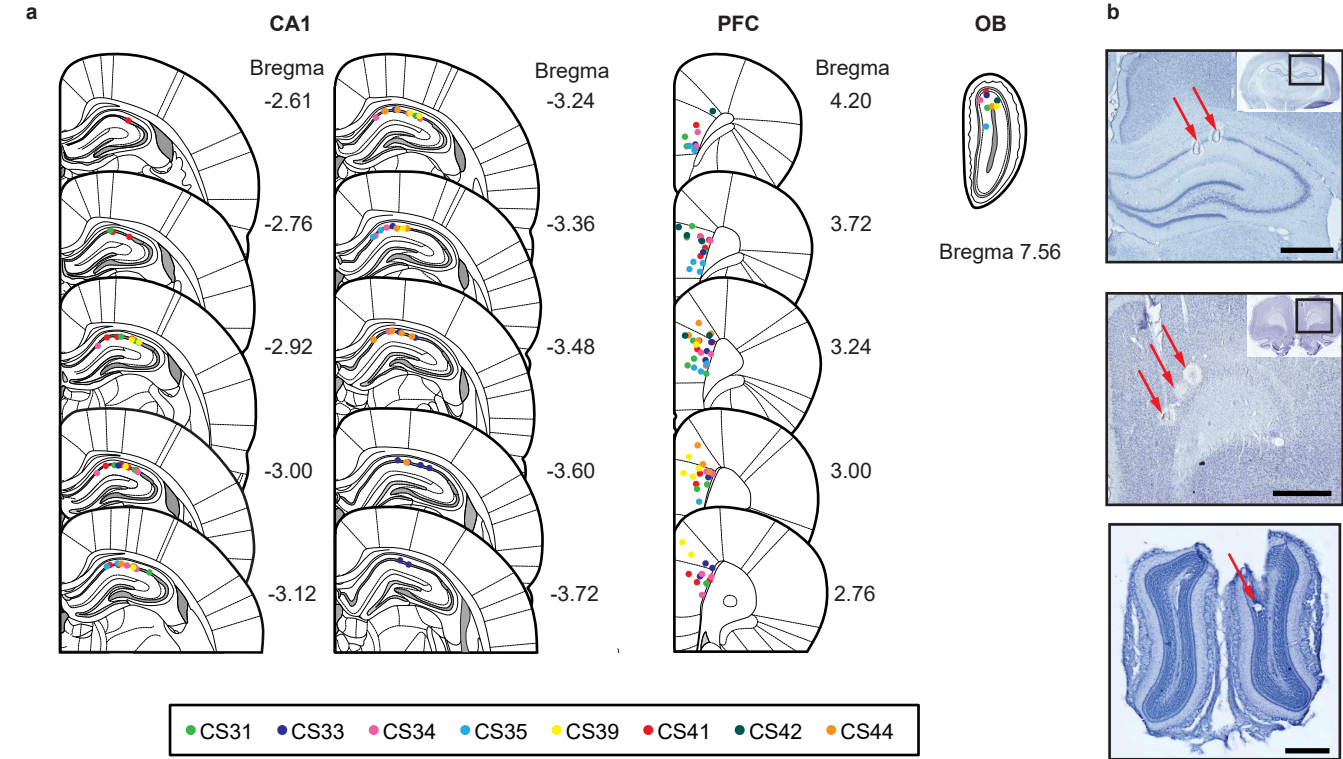 a
CA1
PFC
OB
b
Bregma
-2.61
-2.76
-2.92
-3.00
-3.12
Bregma
-3.24
-3.36
-3.48
-3.60
-3.72
Bregma
4.20
3.72
3.24
3.00
2.76
Bregma 7.56
CS31 CS33 CS34 CS35 CS39 CS41 CS42 CS44